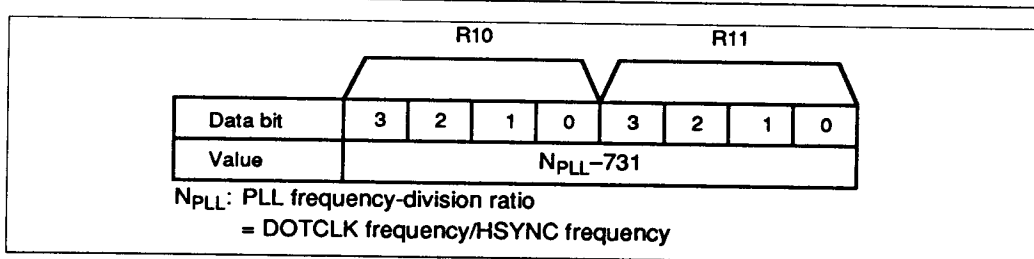 R10 R11
Data bit 3 2 1 0 3 2 1 0
Value N_PLL–731
N_PLL: PLL frequency-division ratio
= DOTCLK frequency/HSYNC frequency